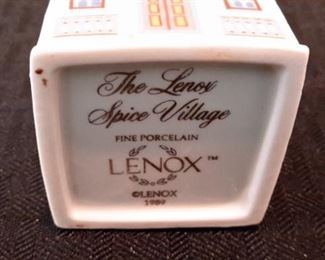 The Lenox
Spice Village
FINE PORCELAIN
LENOX™
©LENOX
1989